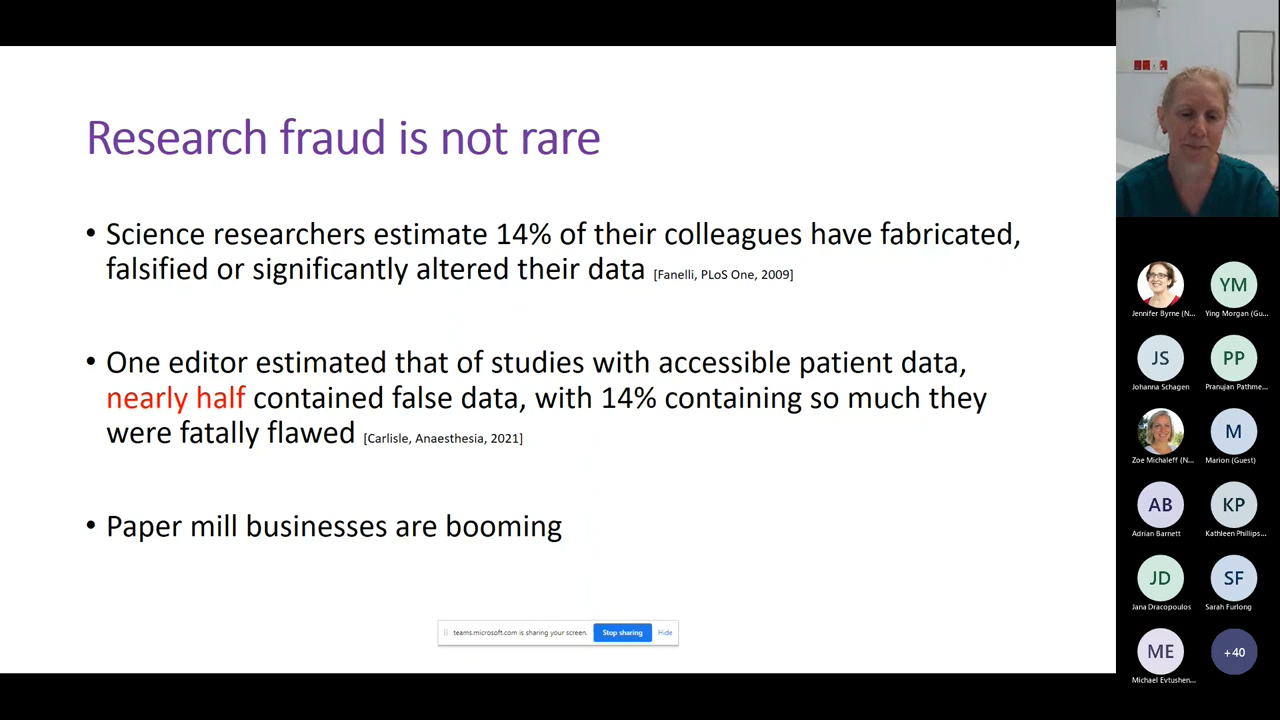 Research fraud is not rare
• Science researchers estimate 14% of their colleagues have fabricated,
falsified or significantly altered their data [Fanelli, PLoS One, 2009]
• One editor estimated that of studies with accessible patient data,
nearly half contained false data, with 14% containing so much they
were fatally flawed [Carlisle, Anaesthesia, 2021]
• Paper mill businesses are booming
teams.microsoft.com is sharing your screen.
Stop sharing
Hide
YM
Jennifer Byrne (N...
Ying Morgan (Gu...
JS
PP
Johanna Schagen
Pranujan Pathme...
M
Zoe Michaleff (N...
Marion (Guest)
AB
KP
Adrian Barnett
Kathleen Phillips...
JD
SF
Jana Dracopoulos
Sarah Furlong
ME
+40
Michael Evtushen...